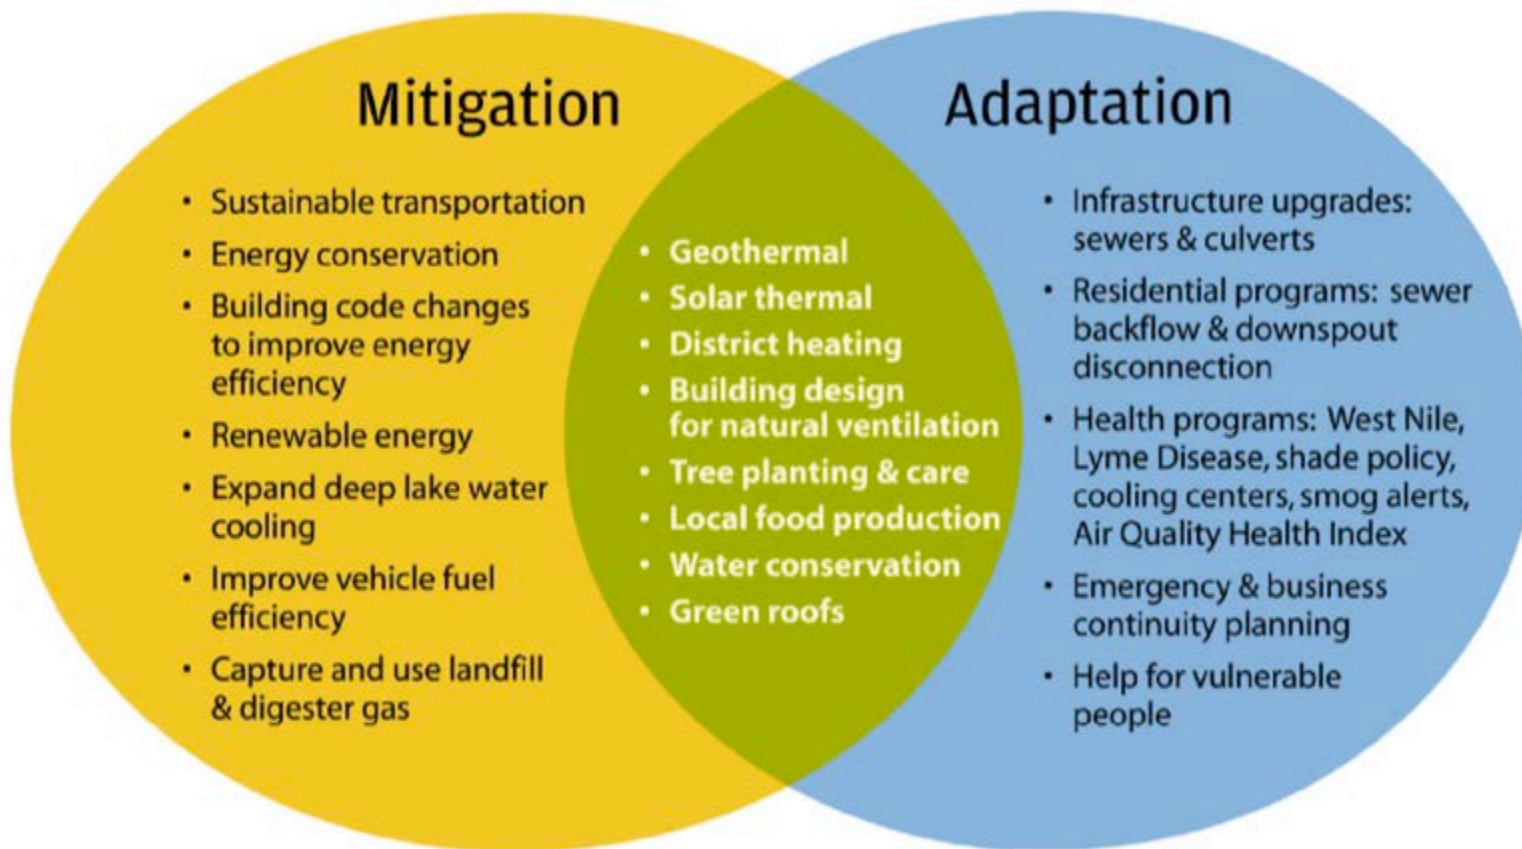 Mitigation
• Sustainable transportation
• Energy conservation
• Building code changes
to improve energy
efficiency
• Renewable energy
• Expand deep lake water
cooling
• Improve vehicle fuel
efficiency
• Capture and use landfill
& digester gas
• Geothermal
• Solar thermal
• District heating
• Building design
for natural ventilation
• Tree planting & care
• Local food production
• Water conservation
• Green roofs
Adaptation
• Infrastructure upgrades:
sewers & culverts
• Residential programs: sewer
backflow & downspout
disconnection
• Health programs: West Nile,
Lyme Disease, shade policy,
cooling centers, smog alerts,
Air Quality Health Index
• Emergency & business
continuity planning
• Help for vulnerable
people